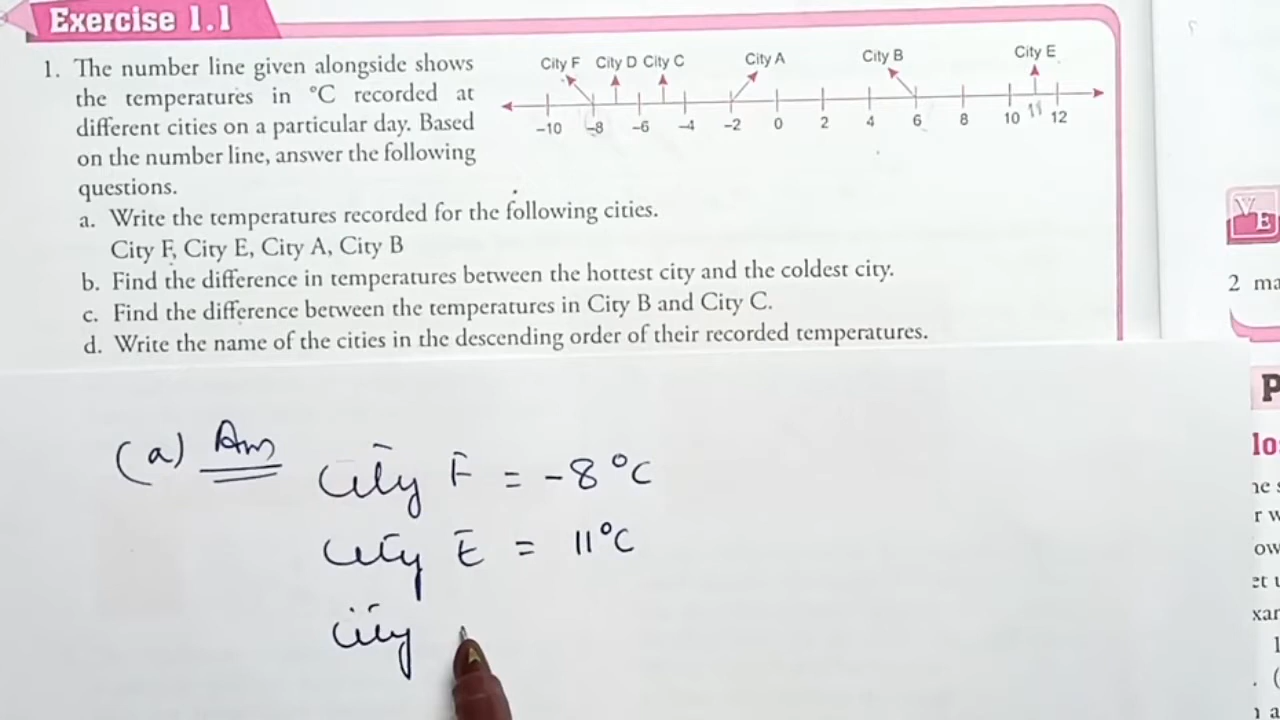 Exercise 1.1
1. The number line given alongside shows
the temperatures in °C recorded at
different cities on a particular day. Based
on the number line, answer the following
questions.
City F City D City C City A City B City E
-10 -8 -6 -4 -2 0 2 4 6 8 10 11 12
a. Write the temperatures recorded for the following cities.
City F, City E, City A, City B
b. Find the difference in temperatures between the hottest city and the coldest city.
c. Find the difference between the temperatures in City B and City C.
d. Write the name of the cities in the descending order of their recorded temperatures.
(a) Ans City F = -8°C
City E = 11°C
City
VE
2 ma
P